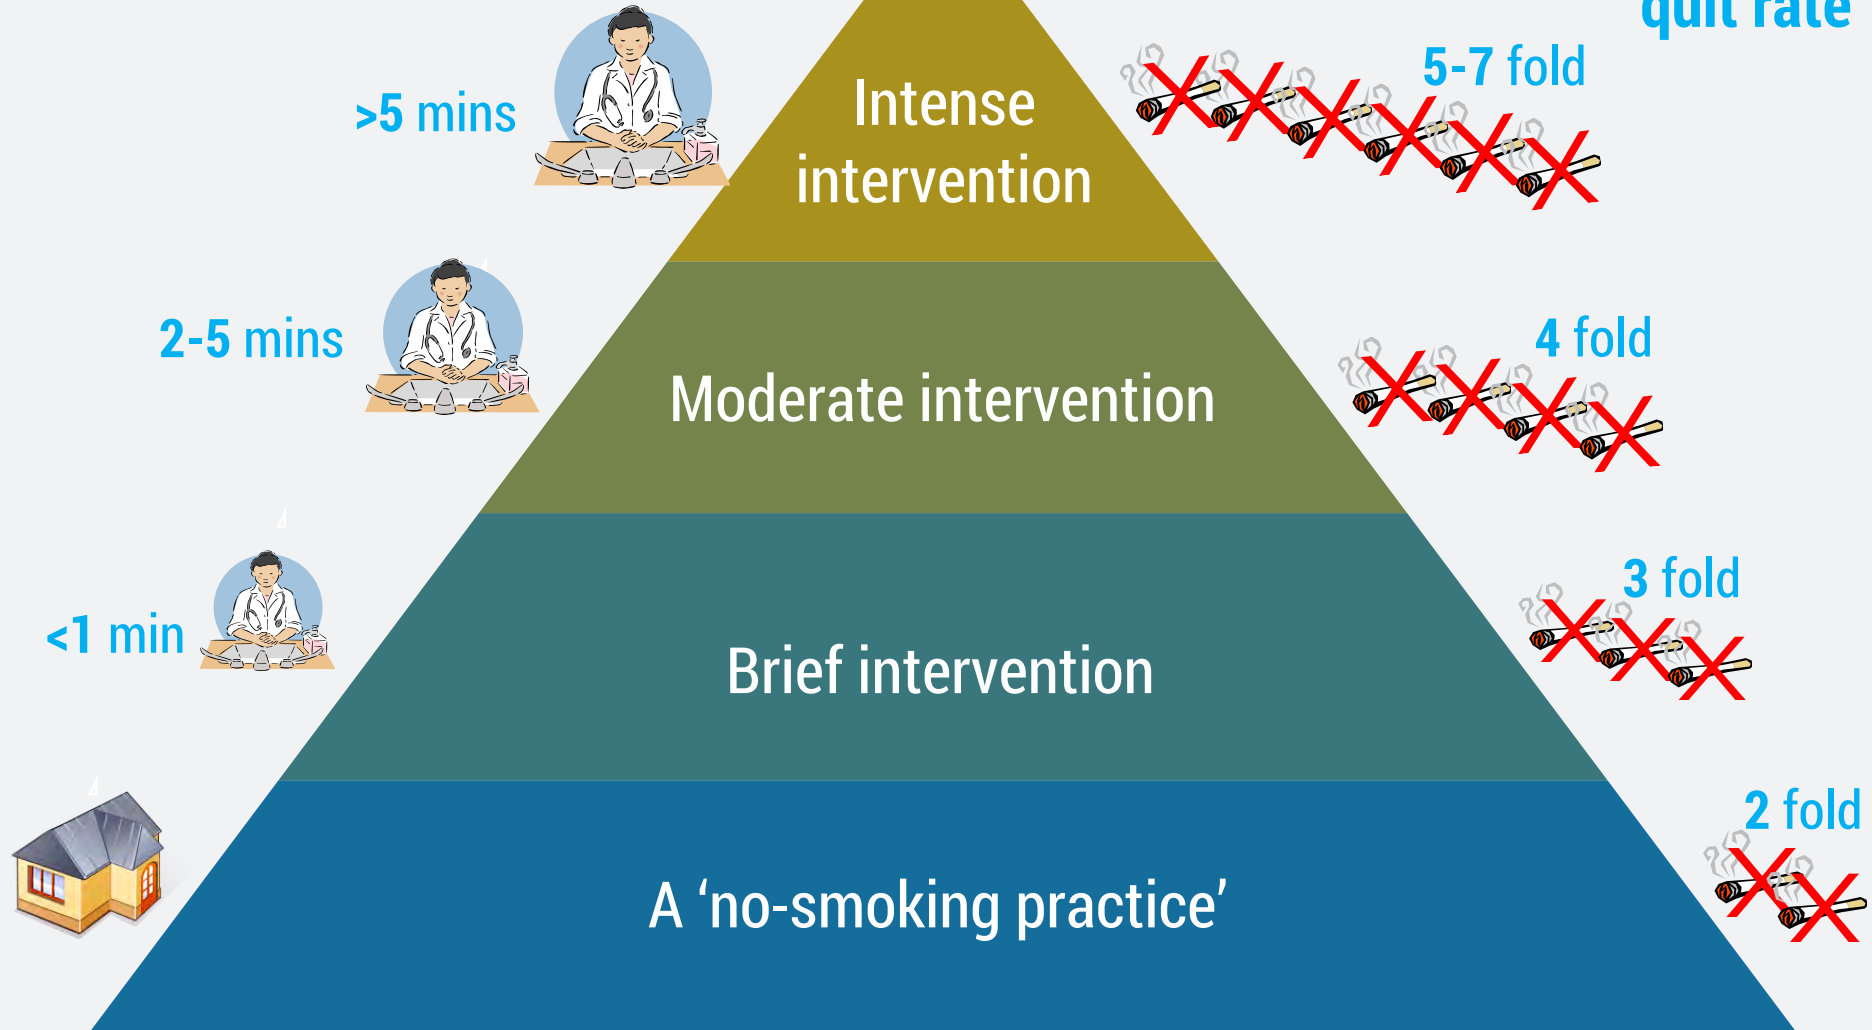 quit rate
>5 mins
Intense
intervention
5-7 fold
2-5 mins
Moderate intervention
4 fold
<1 min
Brief intervention
3 fold
A ‘no-smoking practice’
2 fold